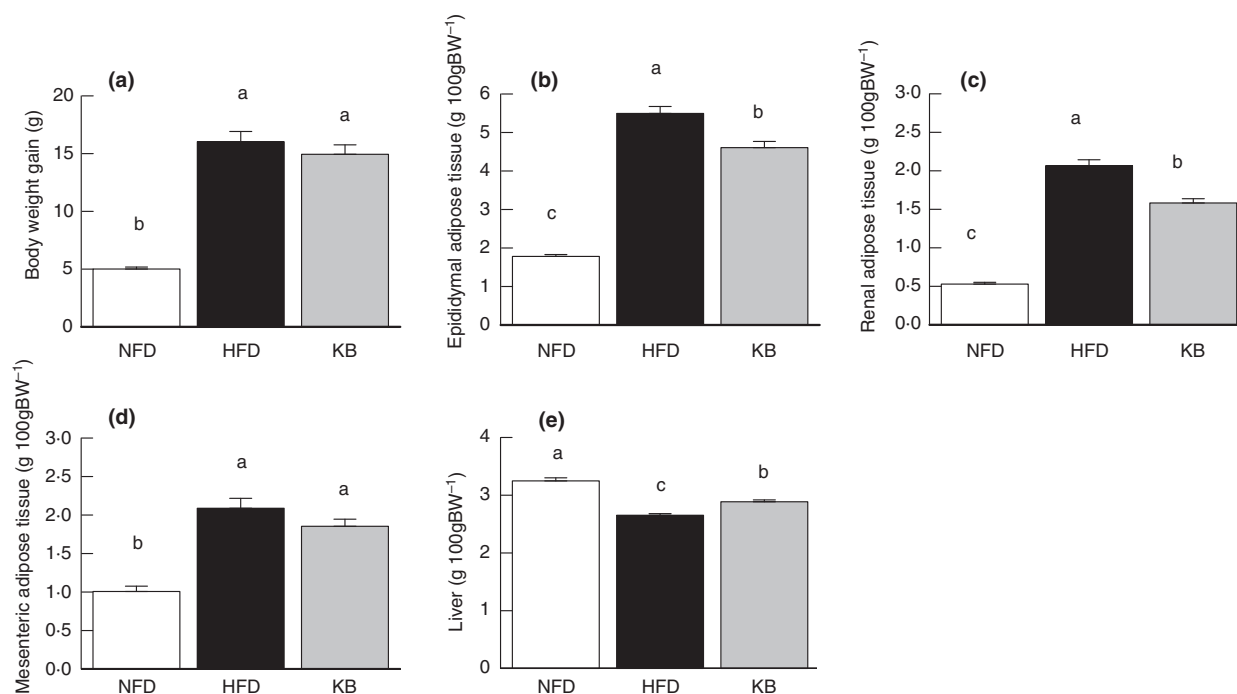 (a)
Body weight gain (g)
20
15
10
5
0
b
a
a
NFD HFD KB
(b)
Epididymal adipose tissue (g 100gBW⁻¹)
6
5
4
3
2
1
0
c
a
b
NFD HFD KB
(c)
Renal adipose tissue (g 100gBW⁻¹)
3·0
2·5
2·0
1·5
1·0
0·5
0·0
c
a
b
NFD HFD KB
(d)
Mesenteric adipose tissue (g 100gBW⁻¹)
3·0
2·5
2·0
1·5
1·0
0·5
0·0
b
a
a
NFD HFD KB
(e)
Liver (g 100gBW⁻¹)
4
3
2
1
0
a
c
b
NFD HFD KB